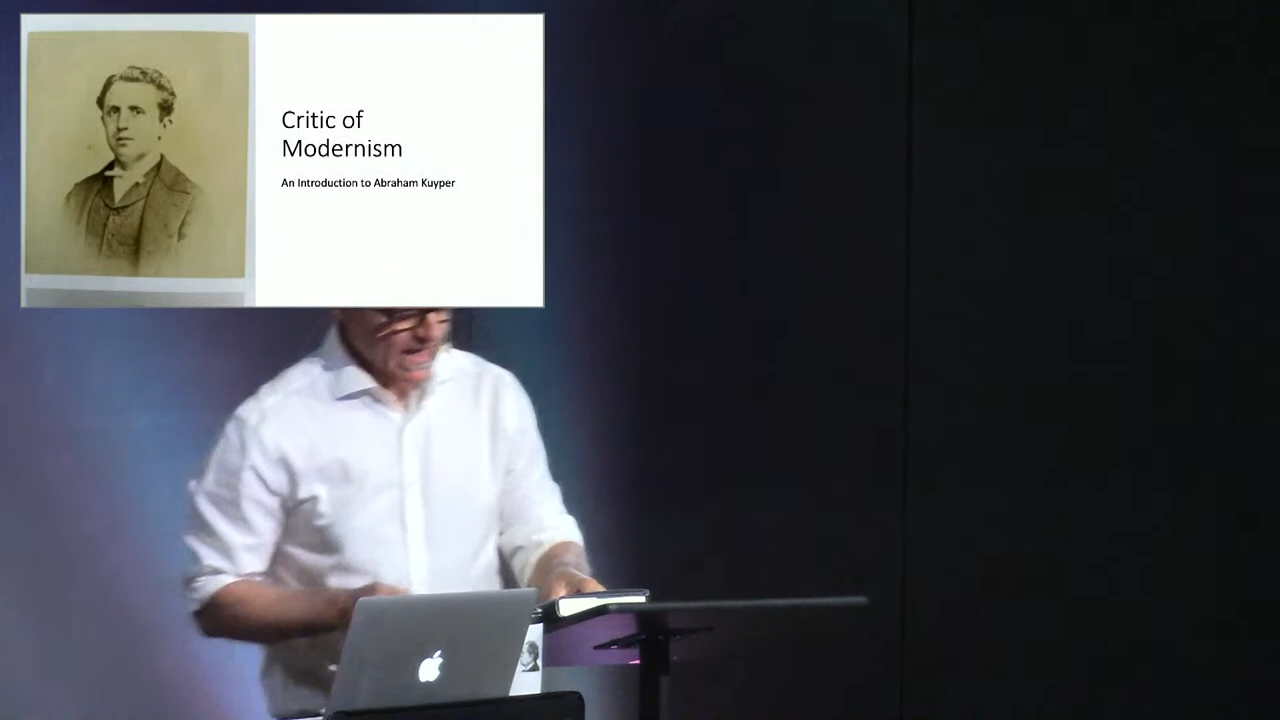 Critic of
Modernism
An Introduction to Abraham Kuyper